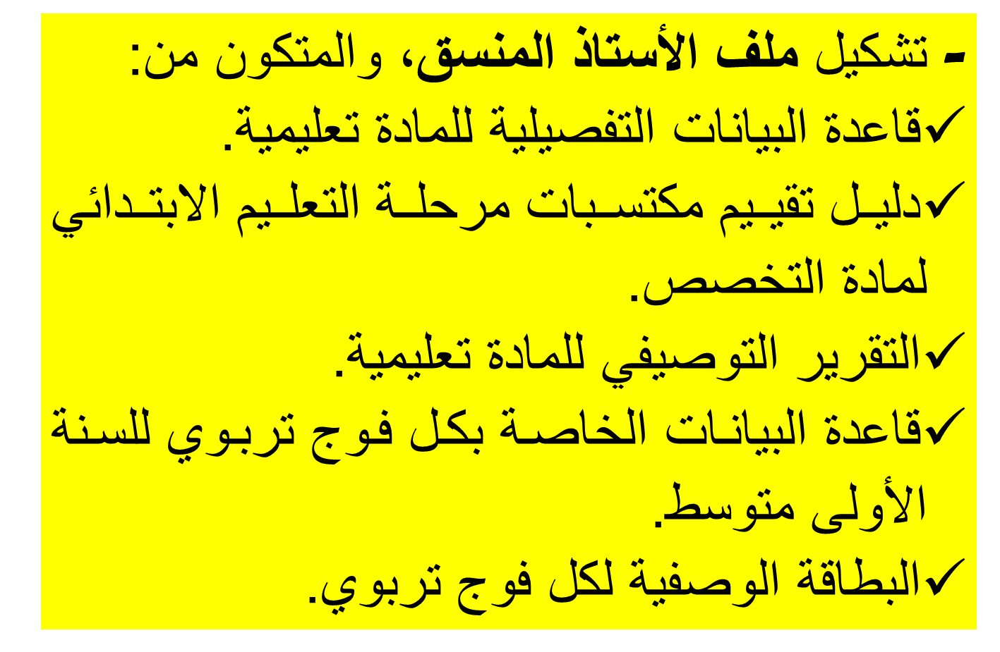 - تشكيل ملف الأستاذ المنسق، والمتكون من:
✓قاعدة البيانات التفصيلية للمادة تعليمية.
✓دليل تقييم مكتسبات مرحلة التعليم الابتدائي
لمادة التخصص.
✓التقرير التوصيفي للمادة تعليمية.
✓قاعدة البيانات الخاصة بكل فوج تربوي للسنة
الأولى متوسط.
✓البطاقة الوصفية لكل فوج تربوي.